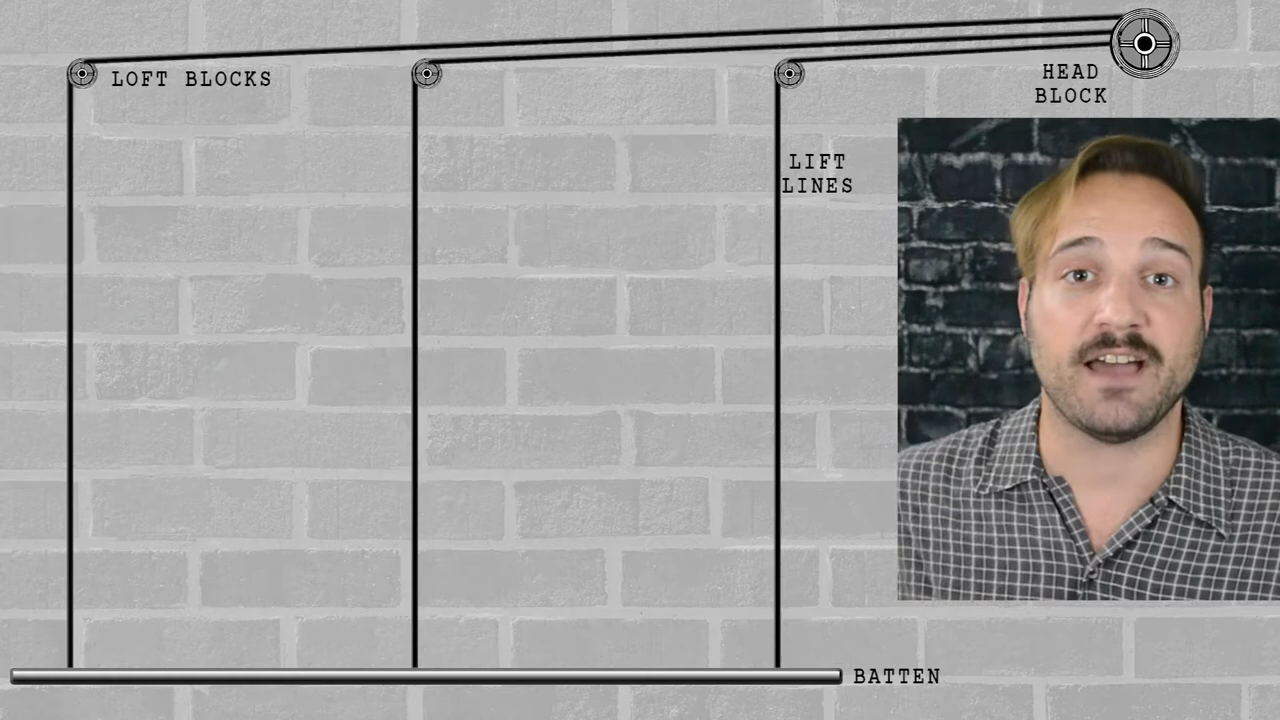 LOFT BLOCKS
HEAD
BLOCK
LIFT
LINES
BATTEN